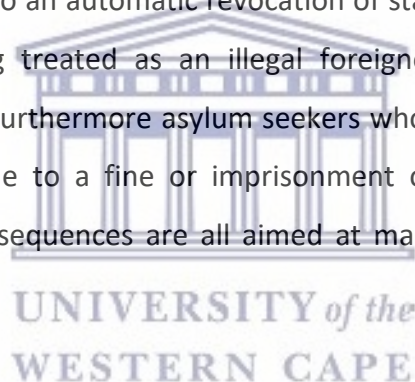 o an automatic revocation of sta
g treated as an illegal foreigne
urthermore asylum seekers who
e to a fine or imprisonment o
sequences are all aimed at ma
UNIVERSITY of the
WESTERN CAPE